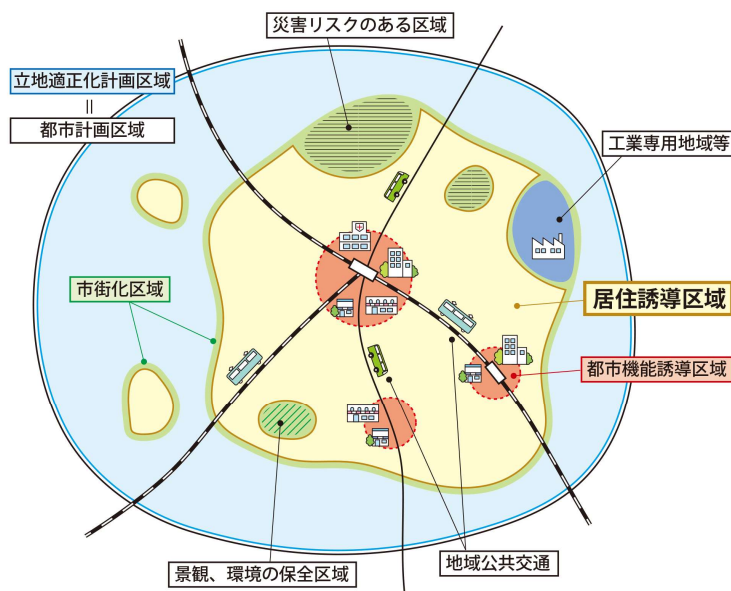 災害リスクのある区域
立地適正化計画区域
＝
都市計画区域
工業専用地域等
市街化区域
居住誘導区域
都市機能誘導区域
景観、環境の保全区域
地域公共交通